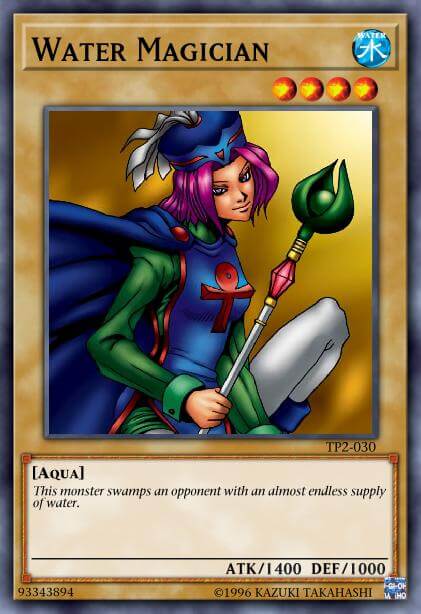 WATER MAGICIAN
WATER
水
TP2-030
[AQUA]
This monster swamps an opponent with an almost endless supply
of water.
ATK/1400 DEF/1000
93343894
©1996 KAZUKI TAKAHASHI